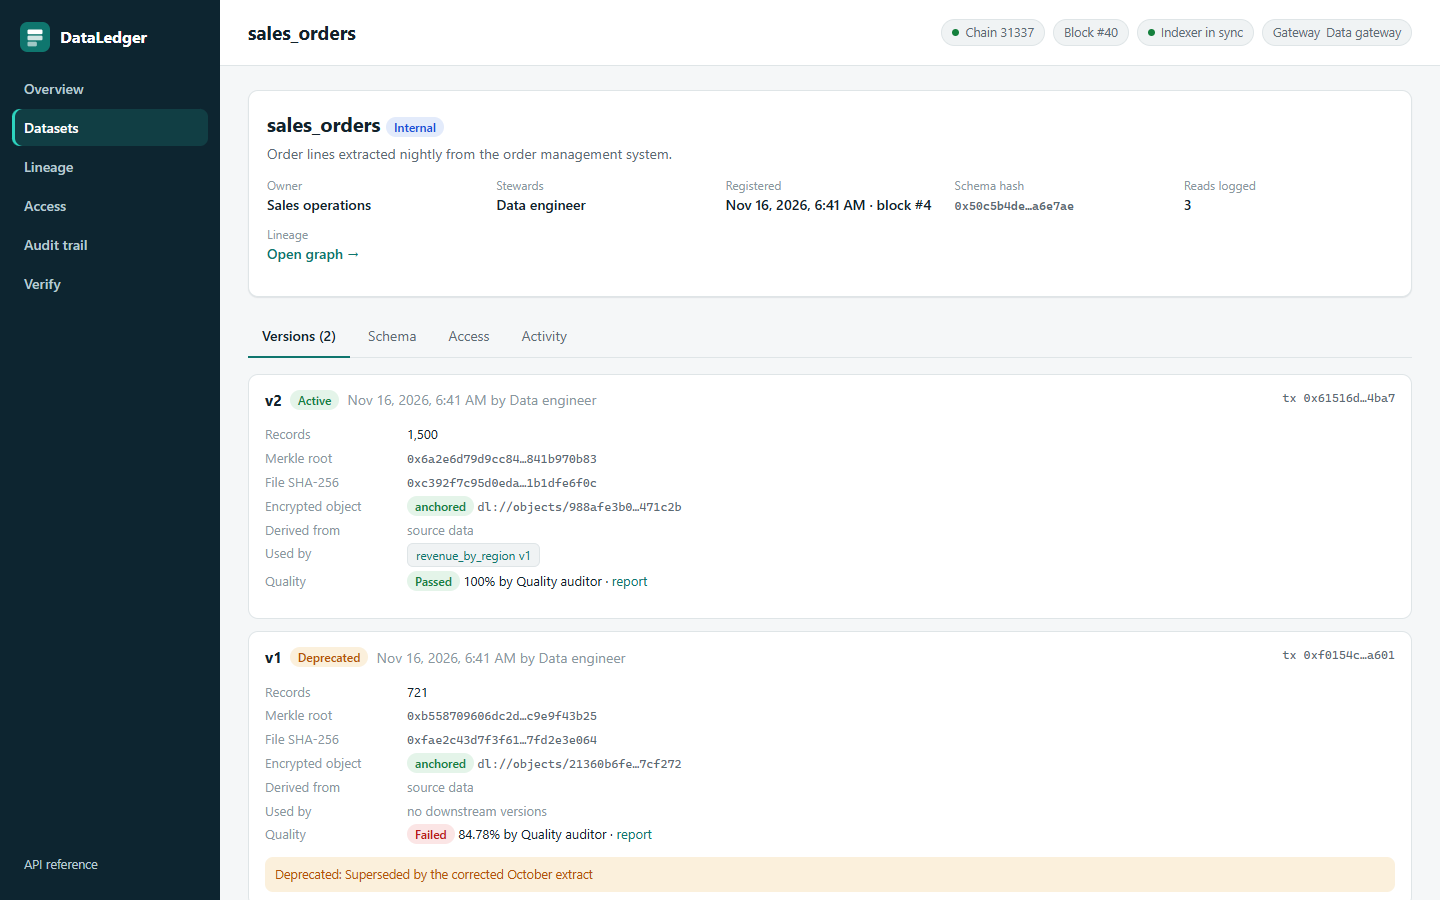 DataLedger
Overview
Datasets
Lineage
Access
Audit trail
Verify
API reference
sales_orders
Chain 31337
Block #40
Indexer in sync
Gateway Data gateway
sales_orders Internal
Order lines extracted nightly from the order management system.
Owner
Sales operations
Stewards
Data engineer
Registered
Nov 16, 2026, 6:41 AM · block #4
Schema hash
0x50c5b4de…a6e7ae
Reads logged
3
Lineage
Open graph →
Versions (2) Schema Access Activity
v2 Active Nov 16, 2026, 6:41 AM by Data engineer tx 0x61516d…4ba7
Records 1,500
Merkle root 0x6a2e6d79d9cc84…841b970b83
File SHA-256 0xc392f7c95d0eda…1b1dfe6f0c
Encrypted object anchored dl://objects/988afe3b0…471c2b
Derived from source data
Used by revenue_by_region v1
Quality Passed 100% by Quality auditor · report
v1 Deprecated Nov 16, 2026, 6:41 AM by Data engineer tx 0xf0154c…a601
Records 721
Merkle root 0xb558709606dc2d…c9e9f43b25
File SHA-256 0xfae2c43d7f3f61…7fd2e3e064
Encrypted object anchored dl://objects/21360b6fe…7cf272
Derived from source data
Used by no downstream versions
Quality Failed 84.78% by Quality auditor · report
Deprecated: Superseded by the corrected October extract